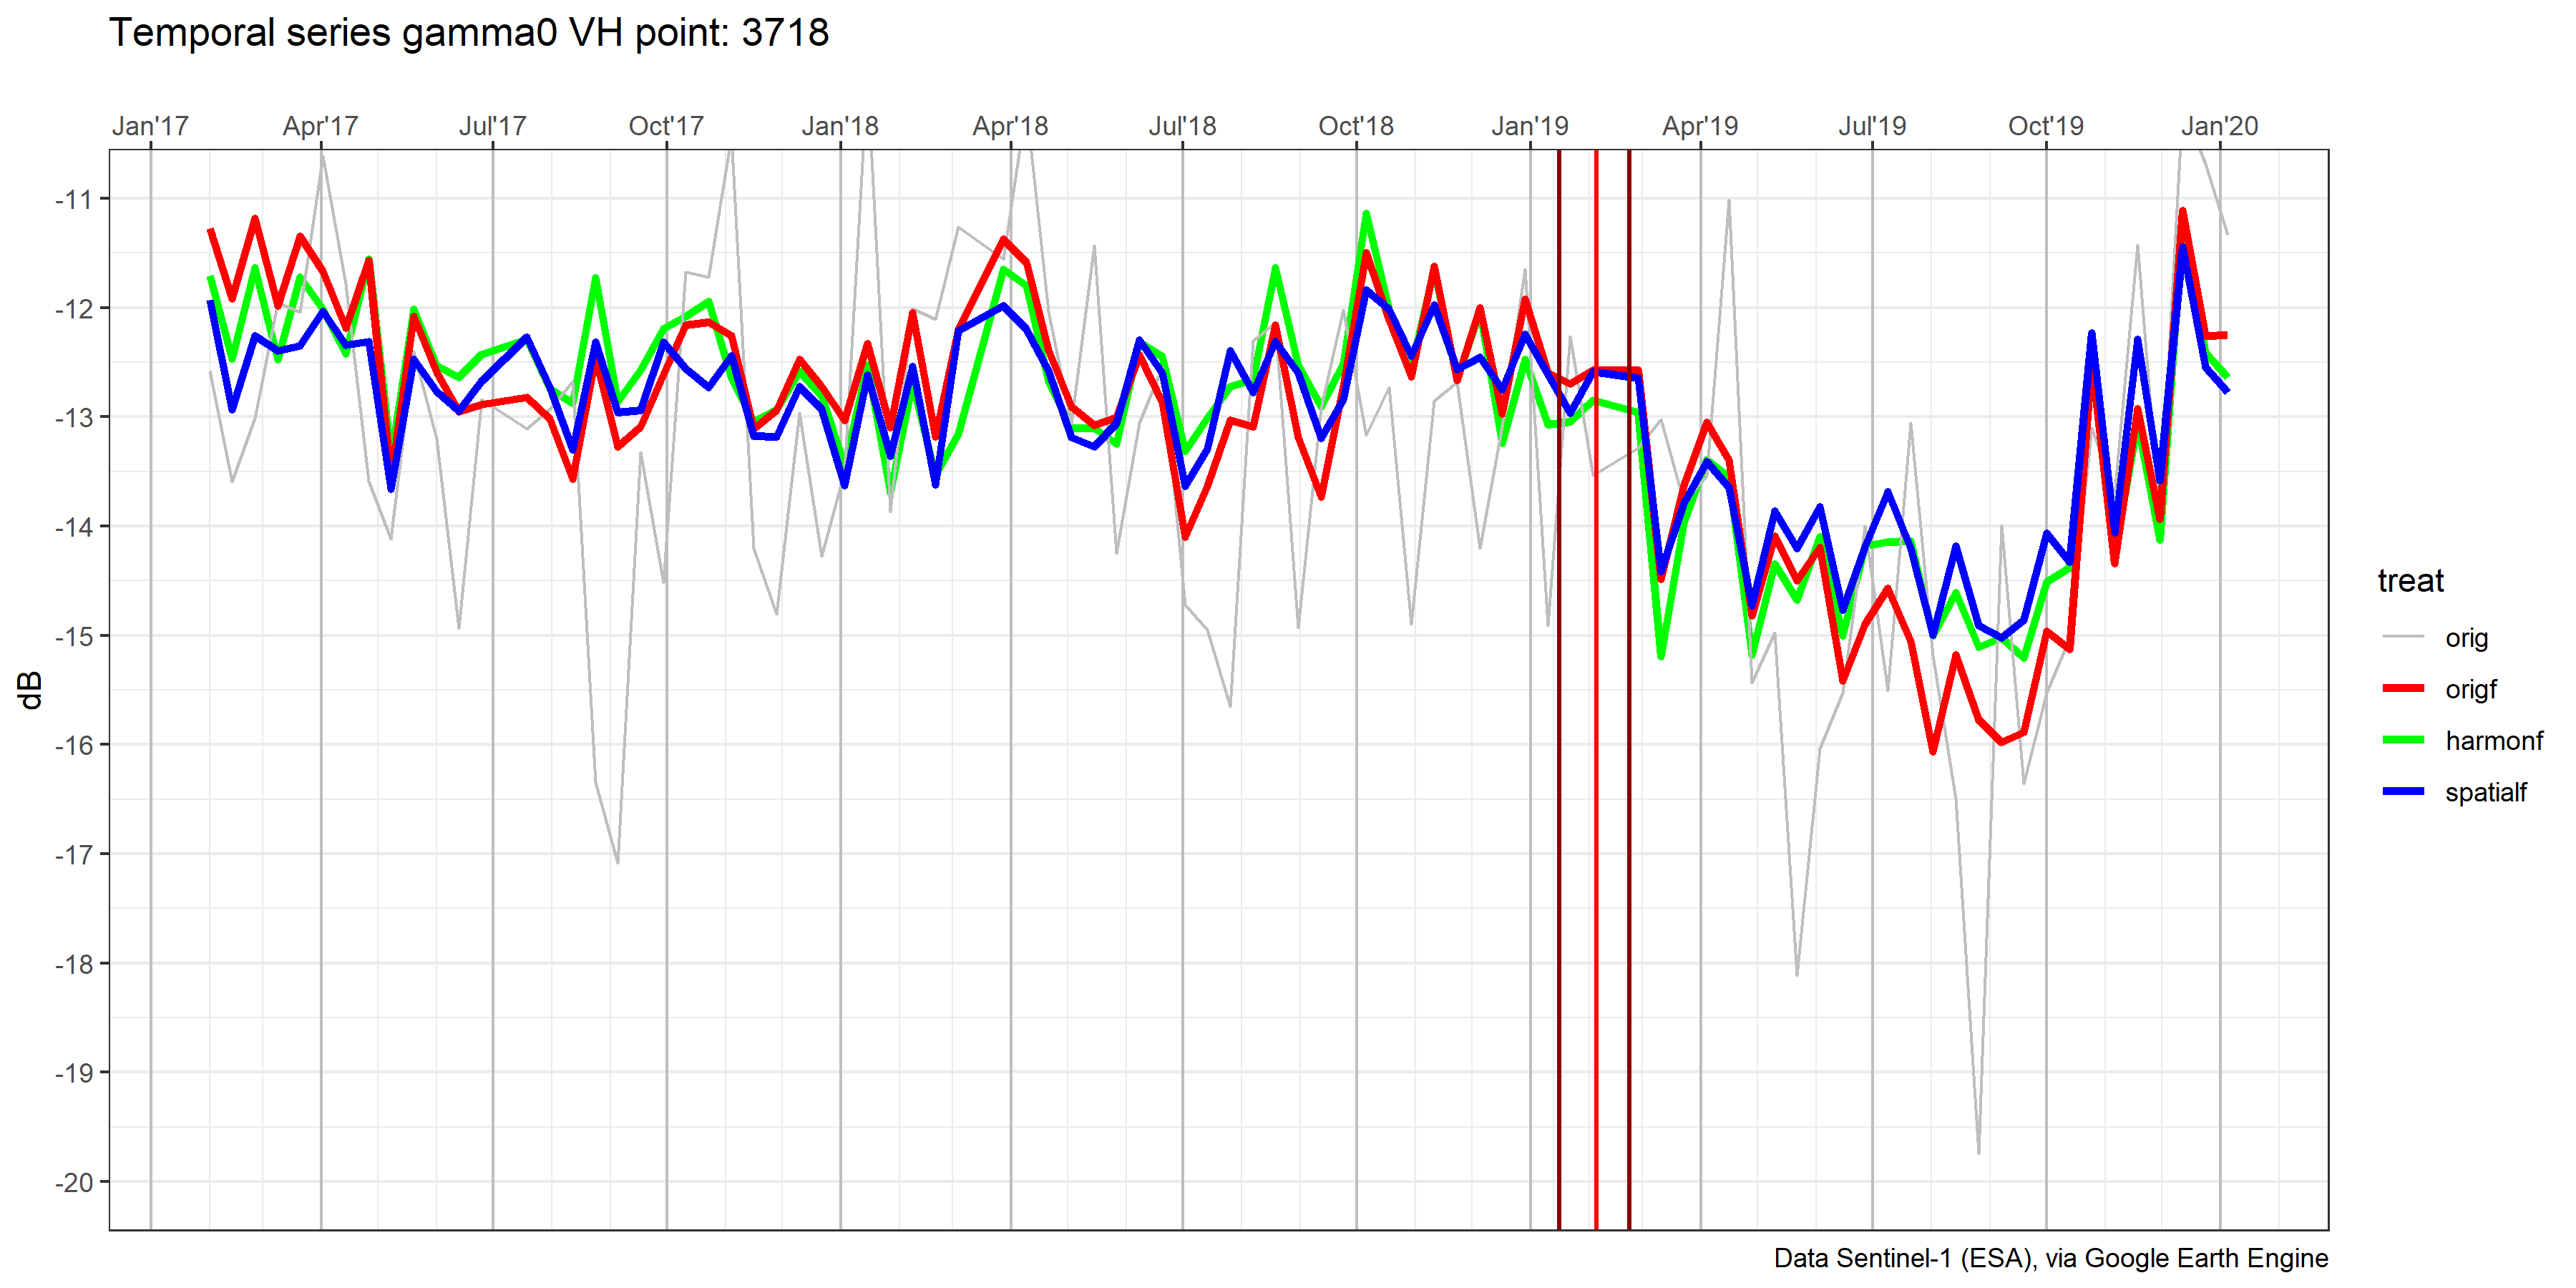 Temporal series gamma0 VH point: 3718
Jan'17 Apr'17 Jul'17 Oct'17 Jan'18 Apr'18 Jul'18 Oct'18 Jan'19 Apr'19 Jul'19 Oct'19 Jan'20
-11
-12
-13
-14
-15
-16
-17
-18
-19
-20
dB
treat
orig
origf
harmonf
spatialf
Data Sentinel-1 (ESA), via Google Earth Engine